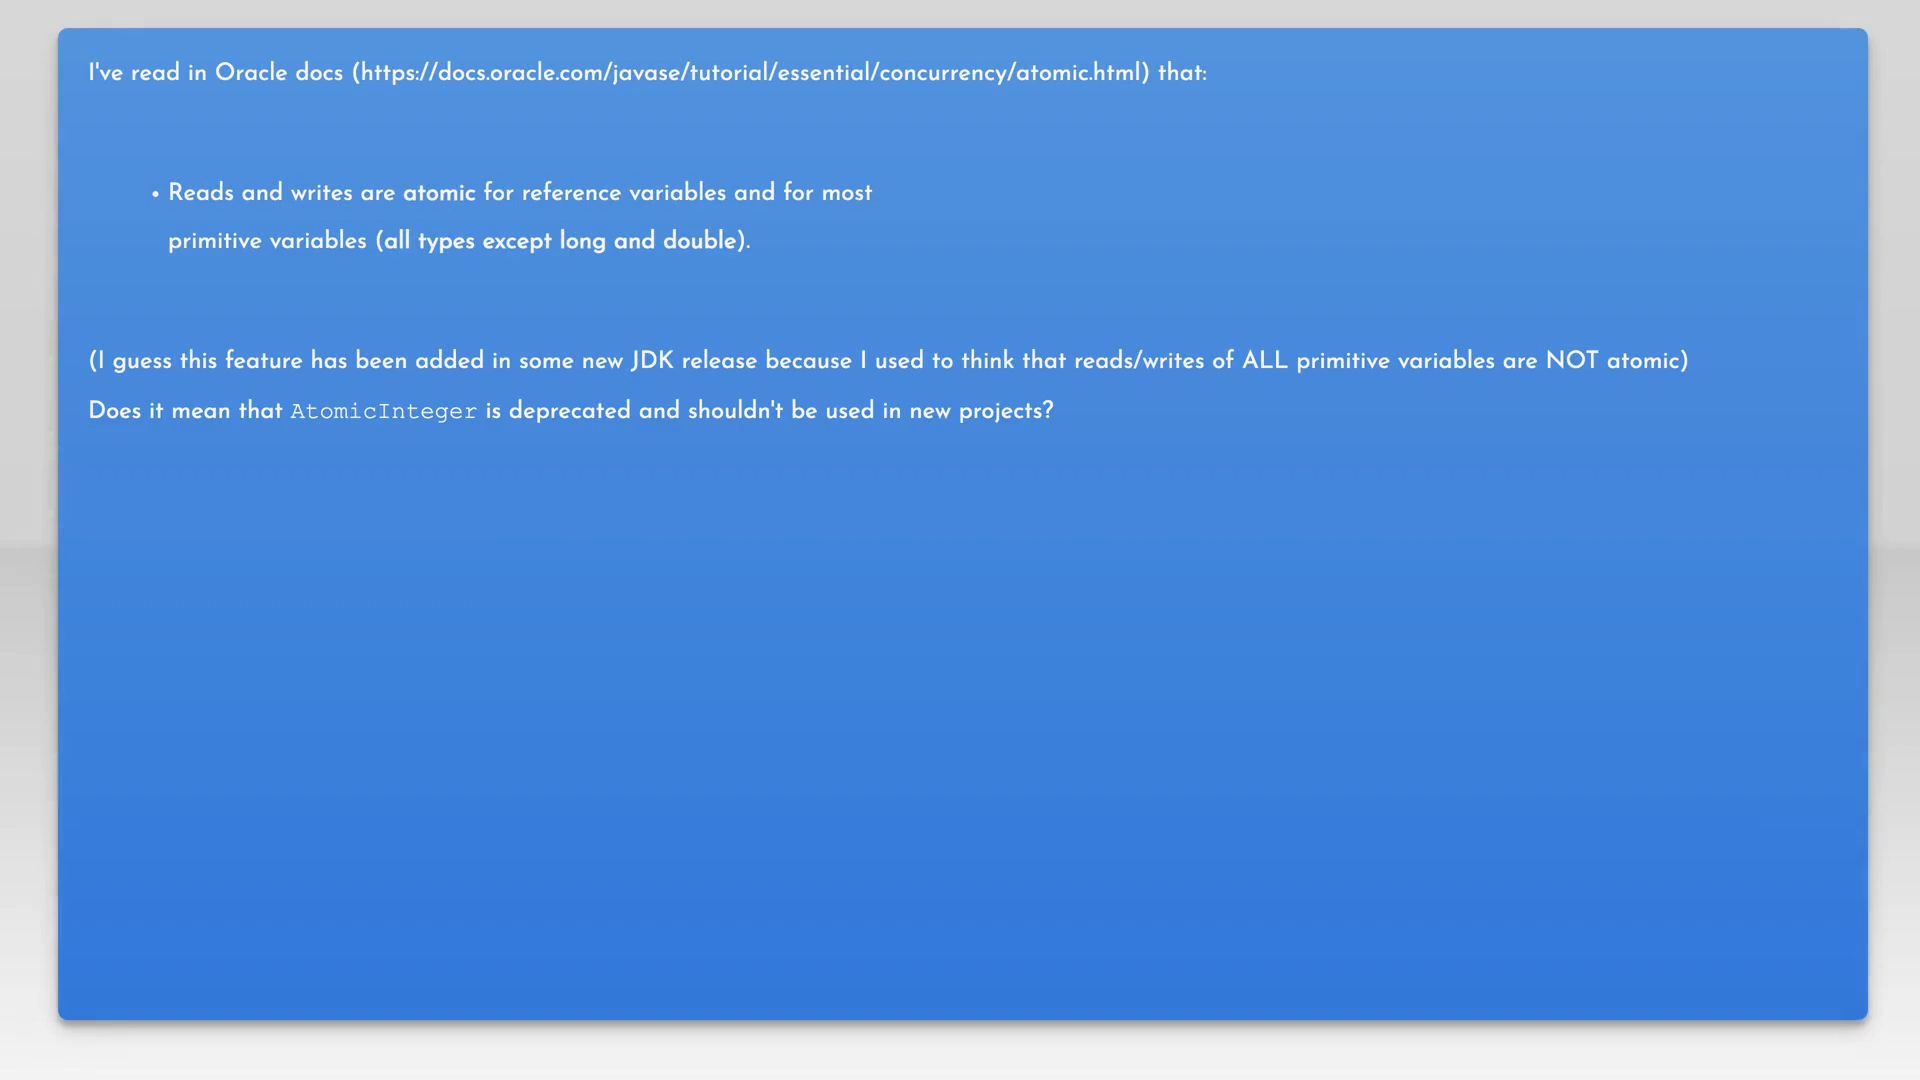 I've read in Oracle docs (https://docs.oracle.com/javase/tutorial/essential/concurrency/atomic.html) that:
• Reads and writes are atomic for reference variables and for most
primitive variables (all types except long and double).
(I guess this feature has been added in some new JDK release because I used to think that reads/writes of ALL primitive variables are NOT atomic)
Does it mean that AtomicInteger is deprecated and shouldn't be used in new projects?